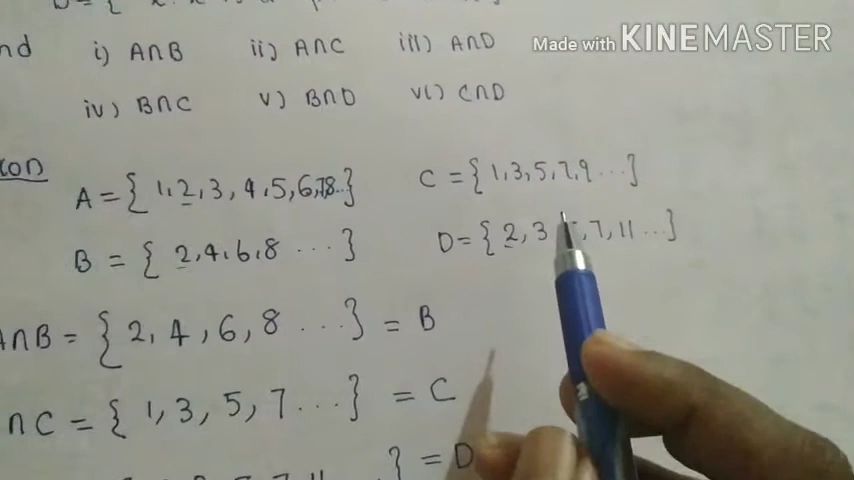 nd i) A∩B ii) A∩C iii) A∩D
Made with KINEMASTER
iv) B∩C v) B∩D vi) C∩D
A = { 1, 2, 3, 4, 5, 6, 7, 8.. } C = { 1, 3, 5, 7, 9 ... }
B = { 2, 4, 6, 8 ... } D = { 2, 3 , 7, 11 ... }
A∩B = { 2, 4, 6, 8 ... } = B
∩C = { 1, 3, 5, 7 ... } = C
} = D